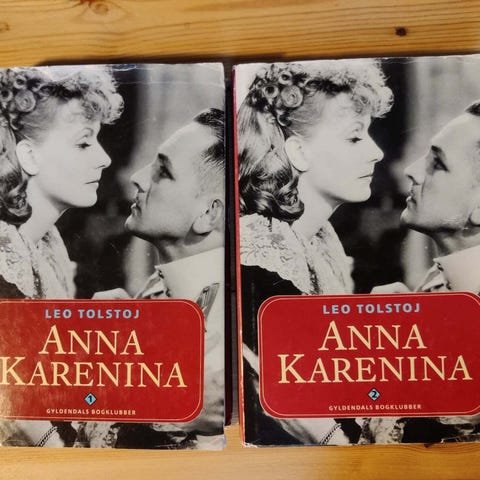 LEO TOLSTOJ
ANNA
KARENINA
1
GYLDENDALS BOGKLUBBER
LEO TOLSTOJ
ANNA
KARENINA
2
GYLDENDALS BOGKLUBBER